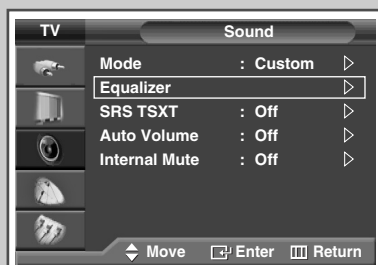 TV Sound
Mode : Custom
Equalizer
SRS TSXT : Off
Auto Volume : Off
Internal Mute : Off
Move Enter Return